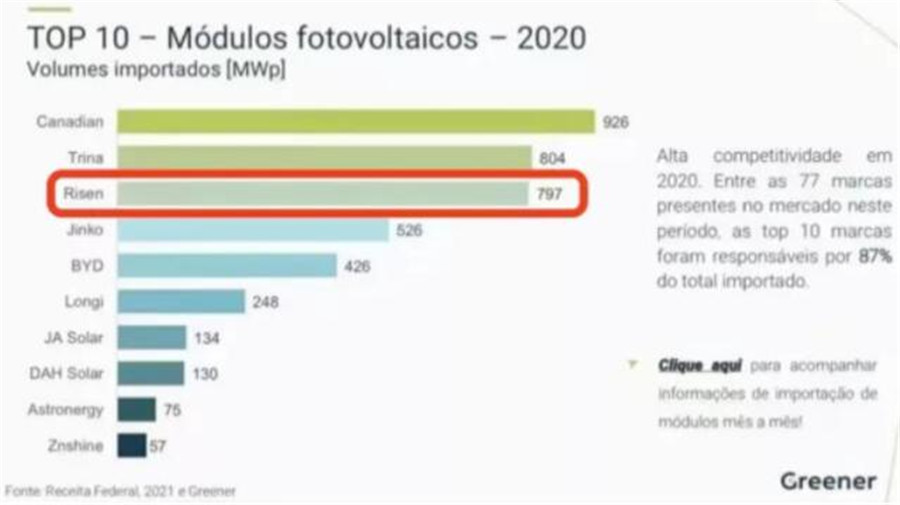 TOP 10 – Módulos fotovoltaicos – 2020
Volumes importados [MWp]
Canadian 926
Trina 804
Risen 797
Jinko 526
BYD 426
Longi 248
JA Solar 134
DAH Solar 130
Astronergy 75
Znshine 57
Alta competitividade em
2020. Entre as 77 marcas
presentes no mercado neste
período, as top 10 marcas
foram responsáveis por 87%
do total importado.
Clique aqui para acompanhar
informações de importação de
módulos mês a mês!
Fonte: Receita Federal, 2021 e Greener
Greener